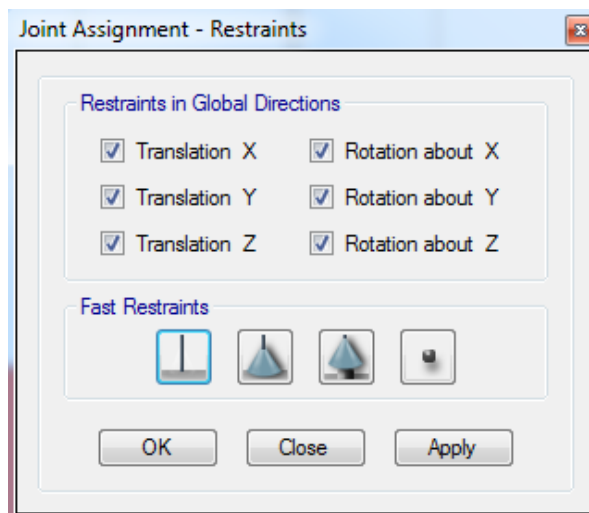 Joint Assignment - Restraints
Restraints in Global Directions
Translation X Rotation about X
Translation Y Rotation about Y
Translation Z Rotation about Z
Fast Restraints
OK Close Apply